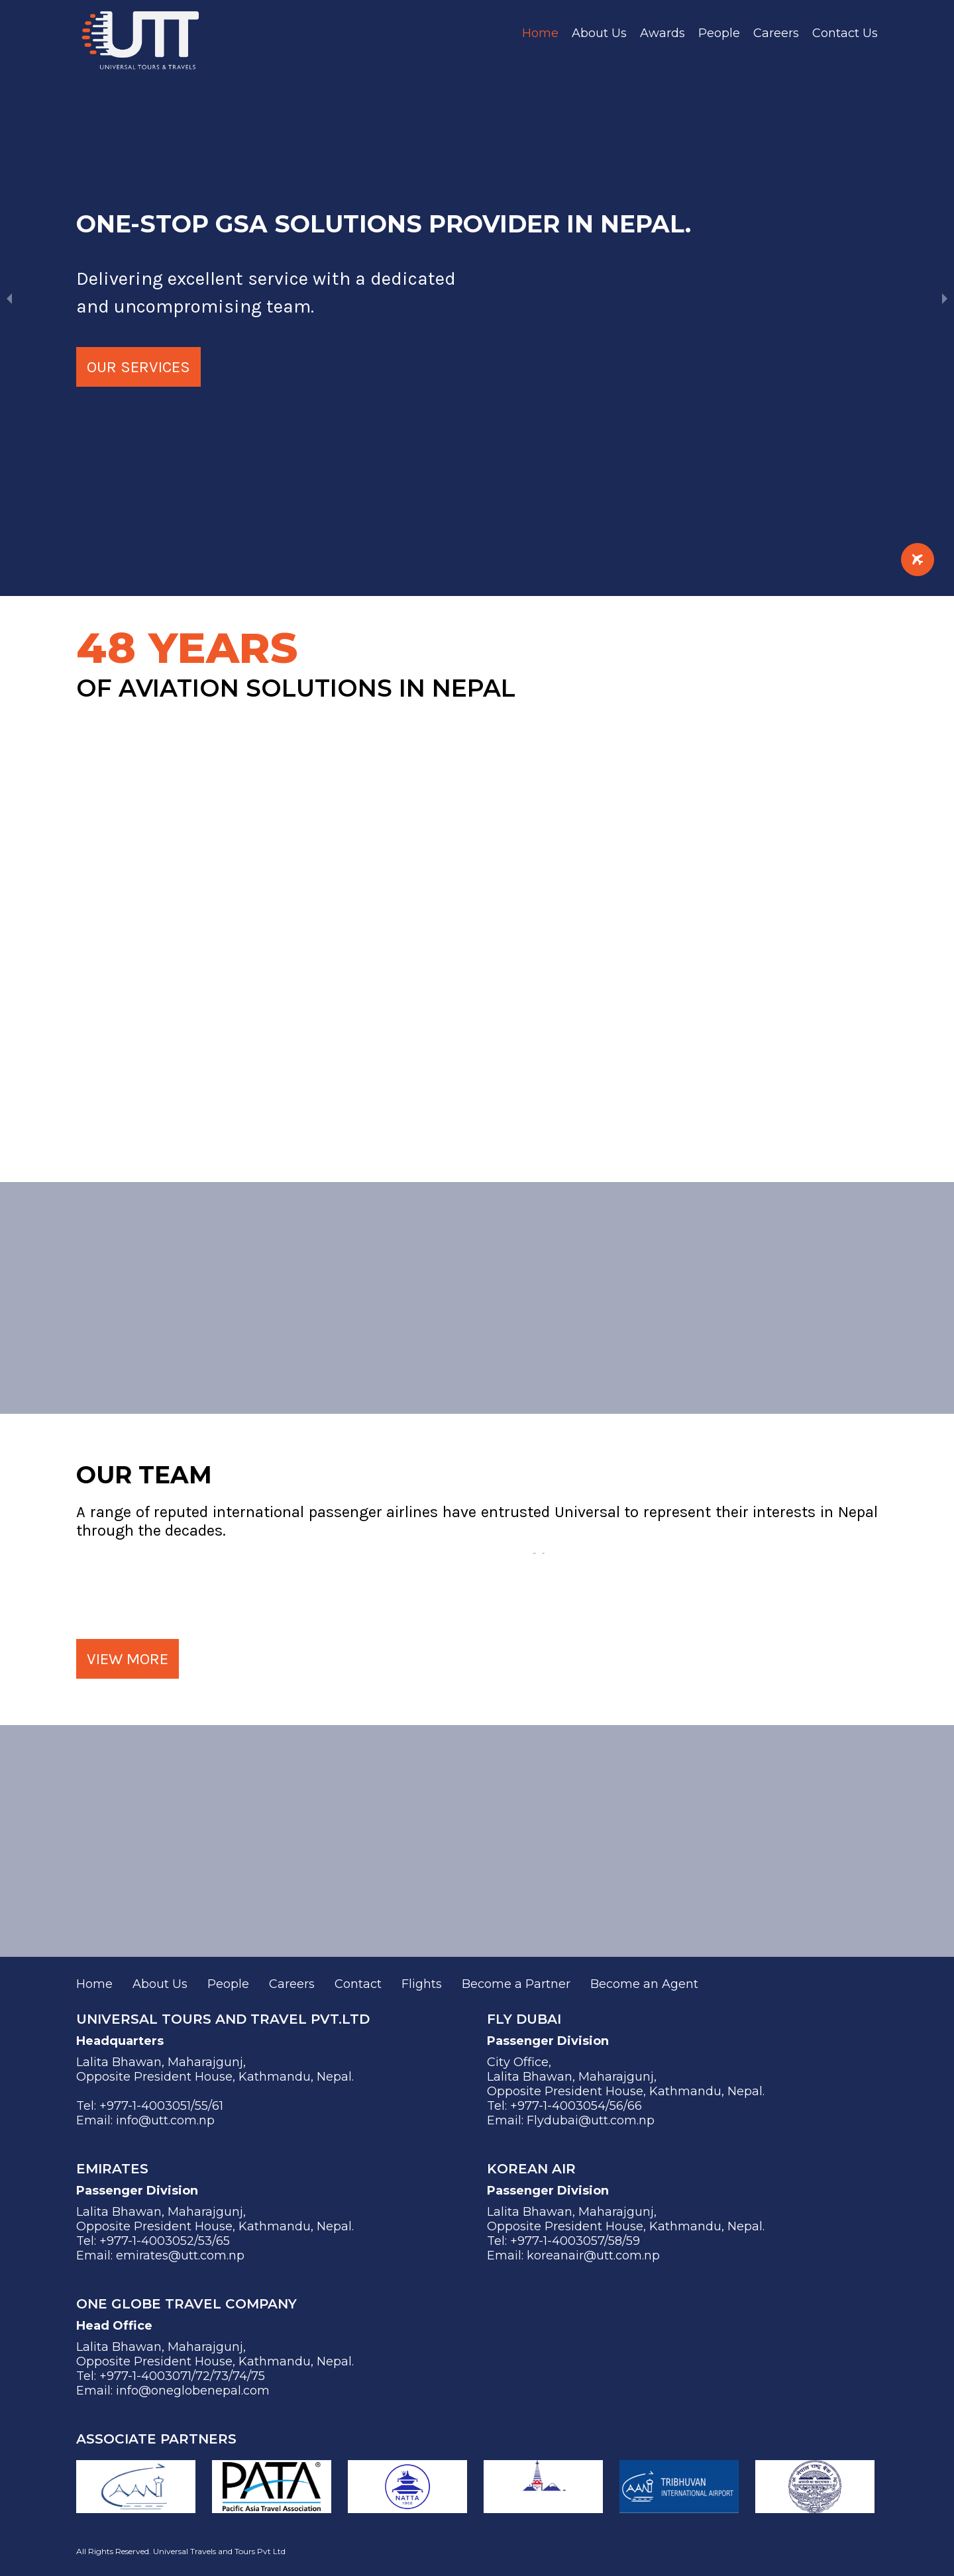 UTT
UNIVERSAL TOURS & TRAVELS
Home About Us Awards People Careers Contact Us
ONE-STOP GSA SOLUTIONS PROVIDER IN NEPAL.
Delivering excellent service with a dedicated
and uncompromising team.
OUR SERVICES
48 YEARS
OF AVIATION SOLUTIONS IN NEPAL
OUR TEAM
A range of reputed international passenger airlines have entrusted Universal to represent their interests in Nepal
through the decades.
VIEW MORE
Home About Us People Careers Contact Flights Become a Partner Become an Agent
UNIVERSAL TOURS AND TRAVEL PVT.LTD
Headquarters
Lalita Bhawan, Maharajgunj,
Opposite President House, Kathmandu, Nepal.
Tel: +977-1-4003051/55/61
Email: info@utt.com.np
FLY DUBAI
Passenger Division
City Office,
Lalita Bhawan, Maharajgunj,
Opposite President House, Kathmandu, Nepal.
Tel: +977-1-4003054/56/66
Email: Flydubai@utt.com.np
EMIRATES
Passenger Division
Lalita Bhawan, Maharajgunj,
Opposite President House, Kathmandu, Nepal.
Tel: +977-1-4003052/53/65
Email: emirates@utt.com.np
KOREAN AIR
Passenger Division
Lalita Bhawan, Maharajgunj,
Opposite President House, Kathmandu, Nepal.
Tel: +977-1-4003057/58/59
Email: koreanair@utt.com.np
ONE GLOBE TRAVEL COMPANY
Head Office
Lalita Bhawan, Maharajgunj,
Opposite President House, Kathmandu, Nepal.
Tel: +977-1-4003071/72/73/74/75
Email: info@oneglobenepal.com
ASSOCIATE PARTNERS
PATA®
Pacific Asia Travel Association
NATTA
1966
TRIBHUVAN
INTERNATIONAL AIRPORT
All Rights Reserved. Universal Travels and Tours Pvt Ltd